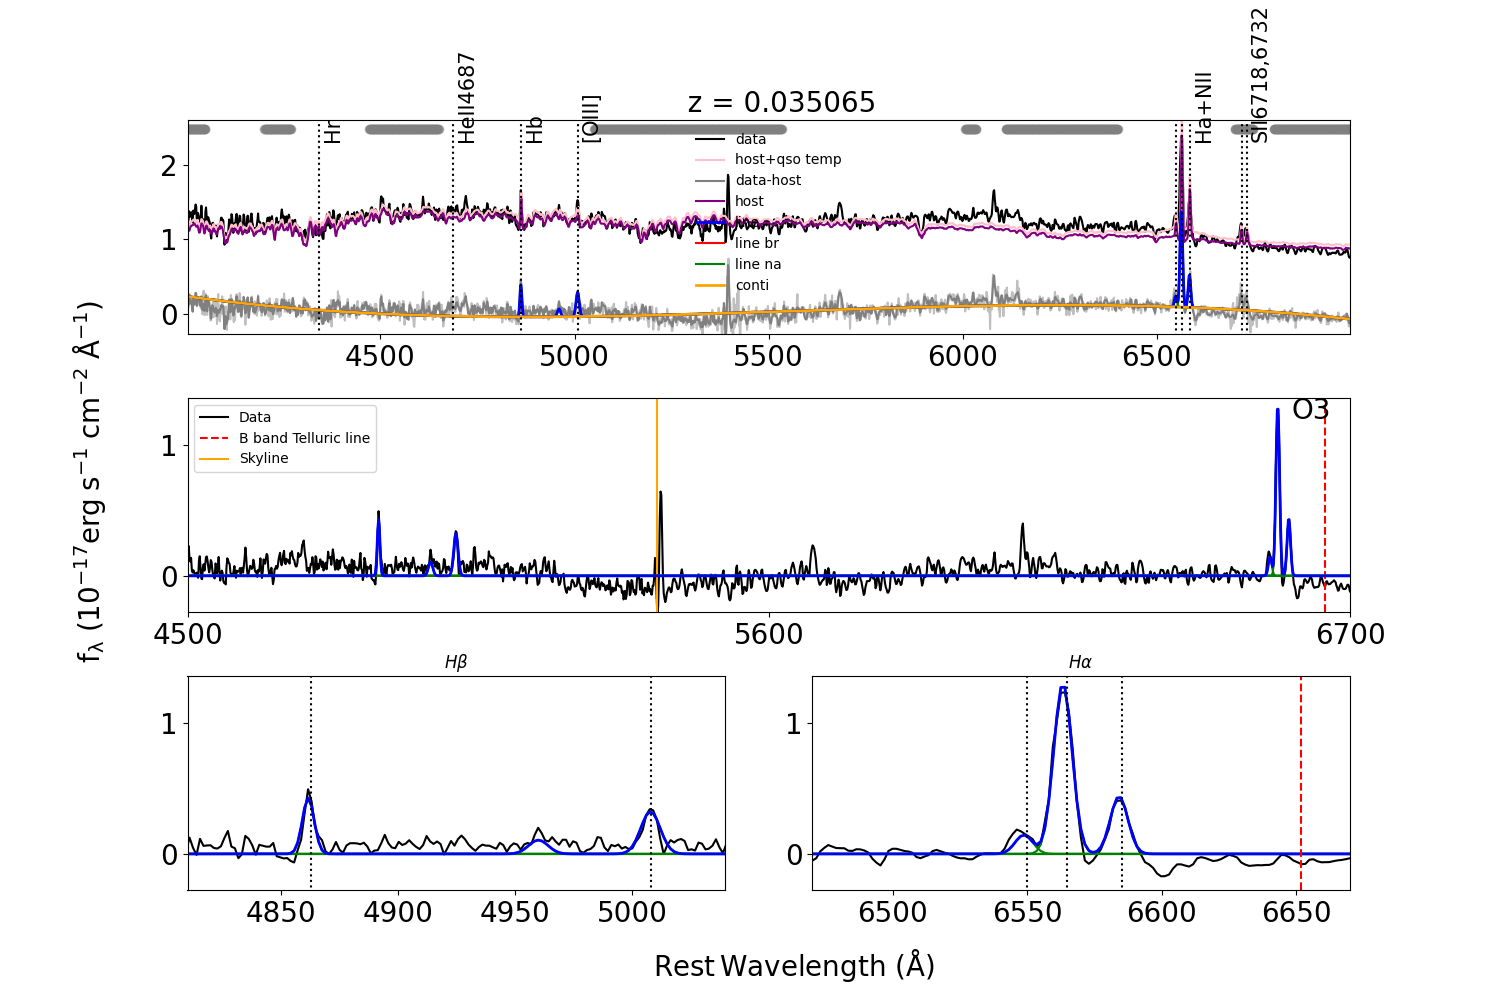 z = 0.035065
Hr
HeII4687
Hb
[OIII]
Ha+NII
SII6718,6732
data
host+qso temp
data-host
host
line br
line na
conti
2
1
0
4500
5000
5500
6000
6500
fλ (10⁻¹⁷erg s⁻¹ cm⁻² Å⁻¹)
Data
B band Telluric line
Skyline
O3
1
0
4500
5600
6700
Hβ
1
0
4850
4900
4950
5000
Hα
1
0
6500
6550
6600
6650
Rest Wavelength (Å)